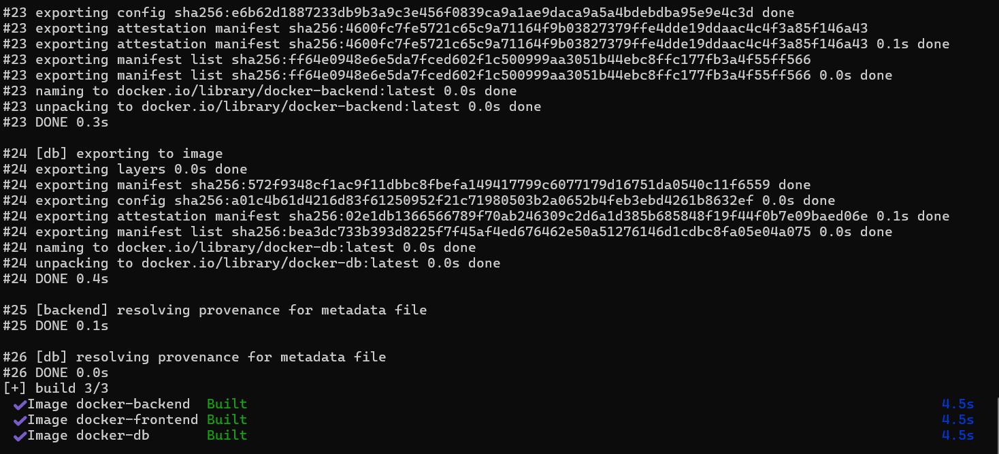 #23 exporting config sha256:e6b62d1887233db9b3a9c3e456f0839ca9a1ae9daca9a5a4bdebdba95e9e4c3d done
#23 exporting attestation manifest sha256:4600fc7fe5721c65c9a71164f9b03827379ffe4dde19ddaac4c4f3a85f146a43
#23 exporting attestation manifest sha256:4600fc7fe5721c65c9a71164f9b03827379ffe4dde19ddaac4c4f3a85f146a43 0.1s done
#23 exporting manifest list sha256:ff64e0948e6e5da7fced602f1c500999aa3051b44ebc8ffc177fb3a4f55ff566
#23 exporting manifest list sha256:ff64e0948e6e5da7fced602f1c500999aa3051b44ebc8ffc177fb3a4f55ff566 0.0s done
#23 naming to docker.io/library/docker-backend:latest 0.0s done
#23 unpacking to docker.io/library/docker-backend:latest 0.0s done
#23 DONE 0.3s
#24 [db] exporting to image
#24 exporting layers 0.0s done
#24 exporting manifest sha256:572f9348cf1ac9f11dbbc8fbefa149417799c6077179d16751da0540c11f6559 done
#24 exporting config sha256:a01c4b61d4216d83f61250952f21c71980503b2a0652b4feb3ebd4261b8632ef 0.0s done
#24 exporting attestation manifest sha256:02e1db1366566789f70ab246309c2d6a1d385b685848f19f44f0b7e09baed06e 0.1s done
#24 exporting manifest list sha256:bea3dc733b393d8225f7f45af4ed676462e50a51276146d1cdbc8fa05e04a075 0.0s done
#24 naming to docker.io/library/docker-db:latest 0.0s done
#24 unpacking to docker.io/library/docker-db:latest 0.0s done
#24 DONE 0.4s
#25 [backend] resolving provenance for metadata file
#25 DONE 0.1s
#26 [db] resolving provenance for metadata file
#26 DONE 0.0s
[+] build 3/3
✔Image docker-backend Built 4.5s
✔Image docker-frontend Built 4.5s
✔Image docker-db Built 4.5s